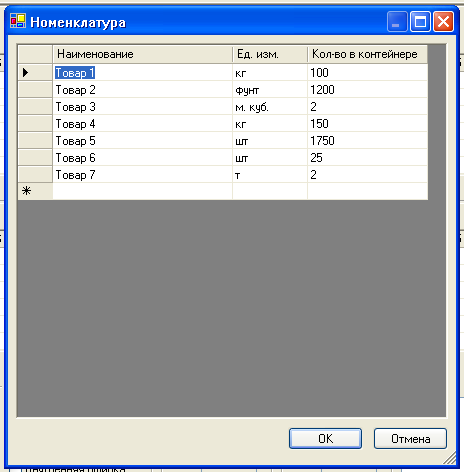 Номенклатура
Наименование Ед. изм. Кол-во в контейнере
Товар 1 кг 100
Товар 2 фунт 1200
Товар 3 м. куб. 2
Товар 4 кг 150
Товар 5 шт 1750
Товар 6 шт 25
Товар 7 т 2
OK Отмена